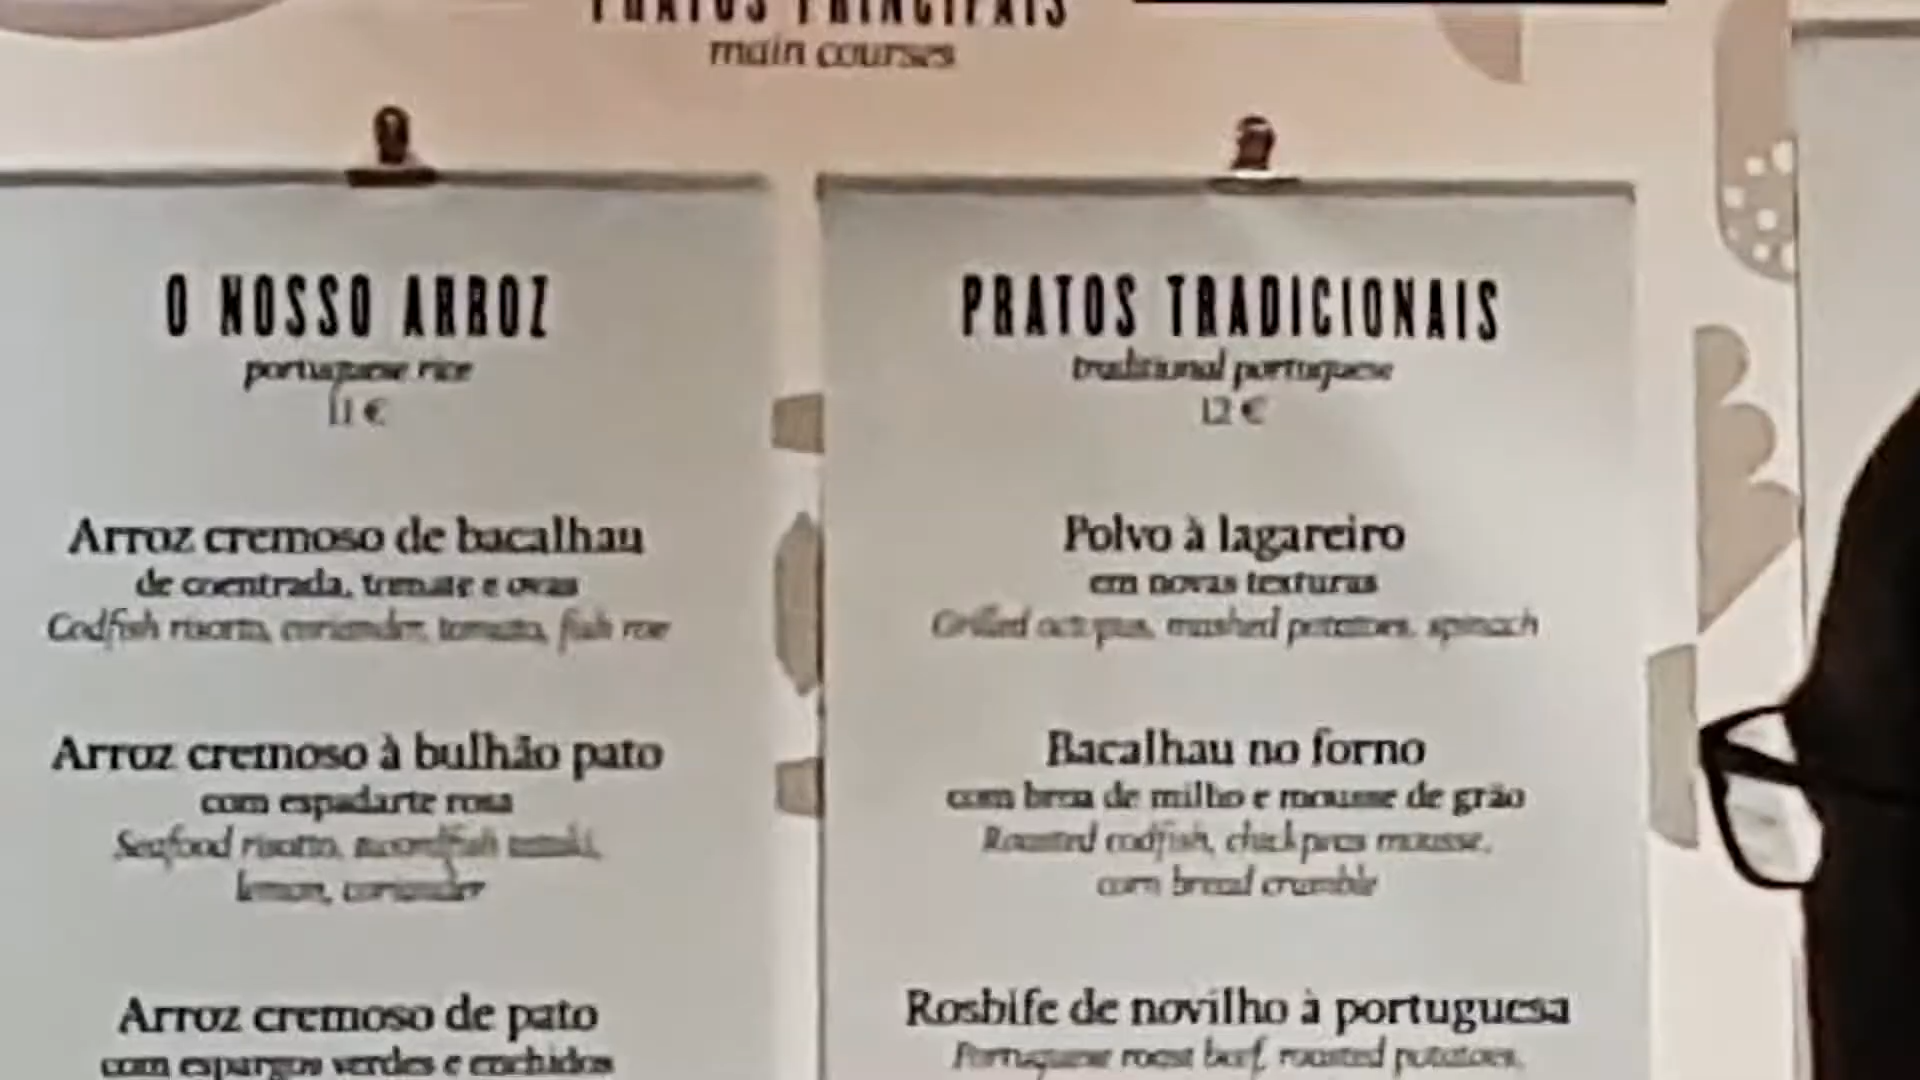 PRATOS PRINCIPAIS
main courses
O NOSSO ARROZ
portuguese rice
11 €
Arroz cremoso de bacalhau
de coentrada, tomate e ovas
Codfish risotto, coriander, tomato, fish roe
Arroz cremoso à bulhão pato
com espadarte rosa
Seafood risotto, swordfish tataki,
lemon, coriander
Arroz cremoso de pato
com espargos verdes e enchidos
PRATOS TRADICIONAIS
traditional portuguese
12 €
Polvo à lagareiro
em novas texturas
Grilled octopus, mashed potatoes, spinach
Bacalhau no forno
com broa de milho e mousse de grão
Roasted codfish, chickpeas mousse,
corn bread crumble
Rosbife de novilho à portuguesa
Portuguese roast beef, roasted potatoes,